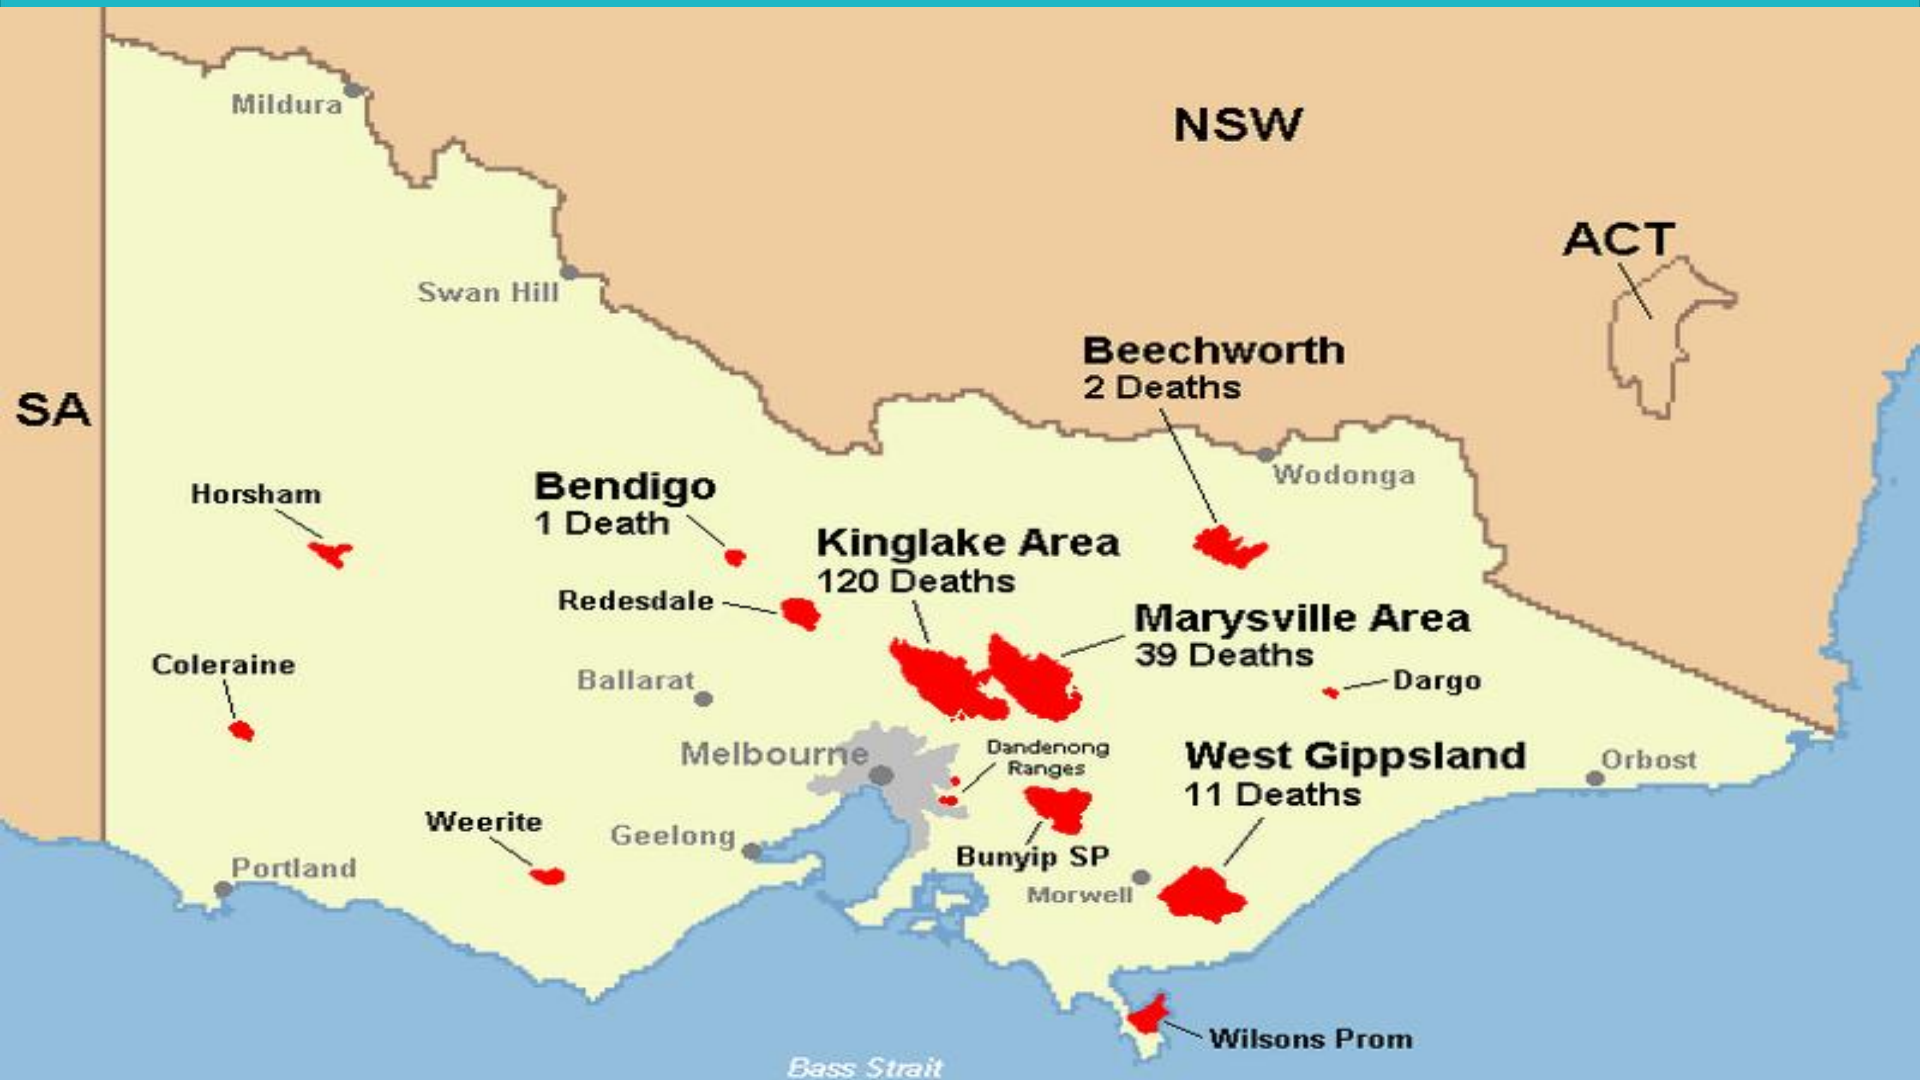 Mildura
NSW
ACT
Swan Hill
Beechworth
2 Deaths
SA
Wodonga
Horsham
Bendigo
1 Death
Kinglake Area
120 Deaths
Redesdale
Marysville Area
39 Deaths
Coleraine
Ballarat
Dargo
Melbourne
Dandenong
Ranges
West Gippsland
11 Deaths
Orbost
Weerite
Geelong
Bunyip SP
Portland
Morwell
Wilsons Prom
Bass Strait